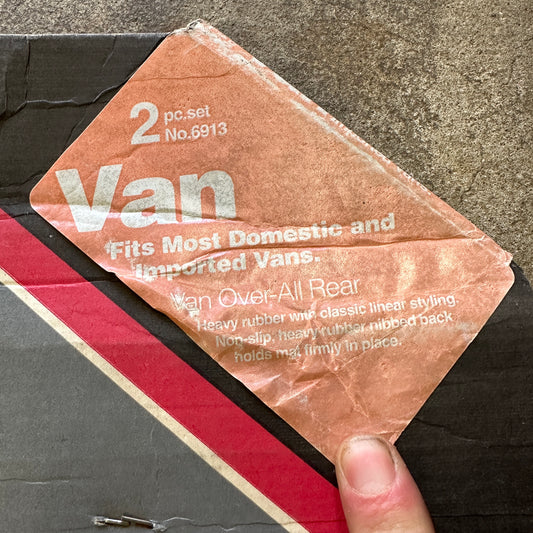 2 pc.set
No.6913
Van
Fits Most Domestic and
Imported Vans.
Van Over-All Rear
Heavy rubber with classic linear styling.
Non-slip, heavy rubber nibbed back
holds mat firmly in place.